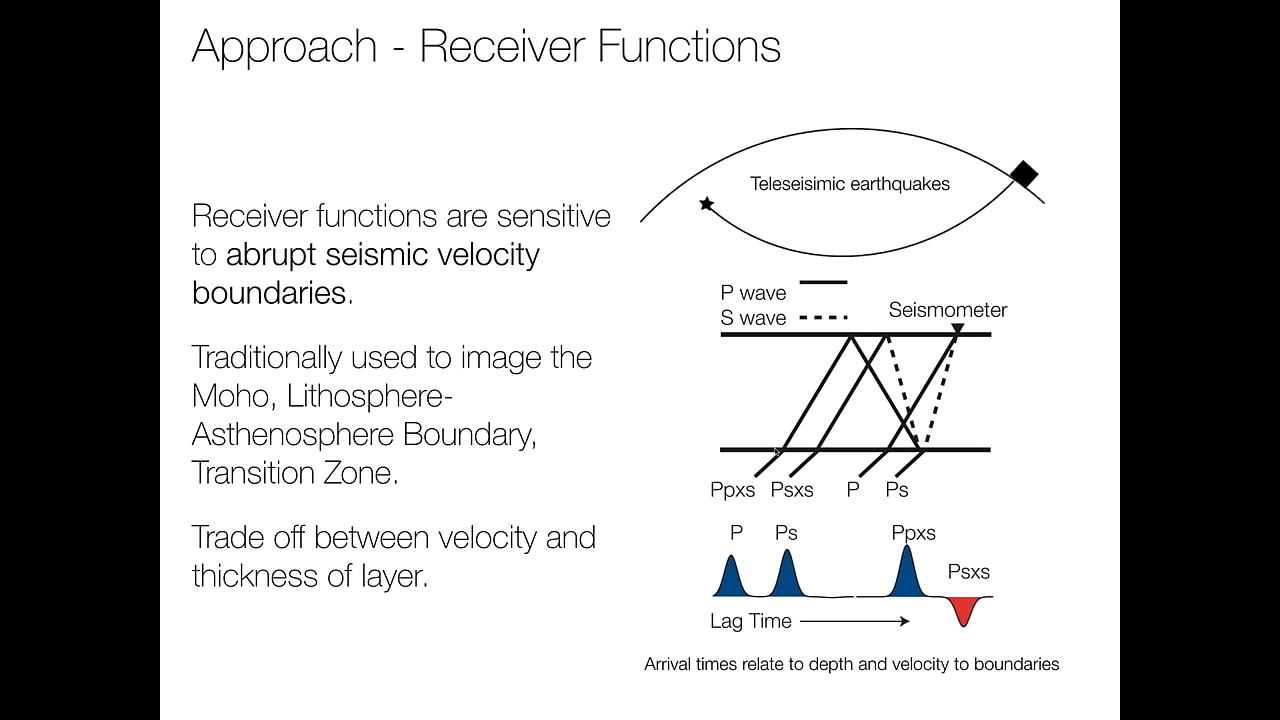 Approach - Receiver Functions
Receiver functions are sensitive
to abrupt seismic velocity
boundaries.
Traditionally used to image the
Moho, Lithosphere-
Asthenosphere Boundary,
Transition Zone.
Trade off between velocity and
thickness of layer.
Teleseisimic earthquakes
P wave
S wave
Seismometer
Ppxs Psxs P Ps
P Ps Ppxs
Psxs
Lag Time
Arrival times relate to depth and velocity to boundaries